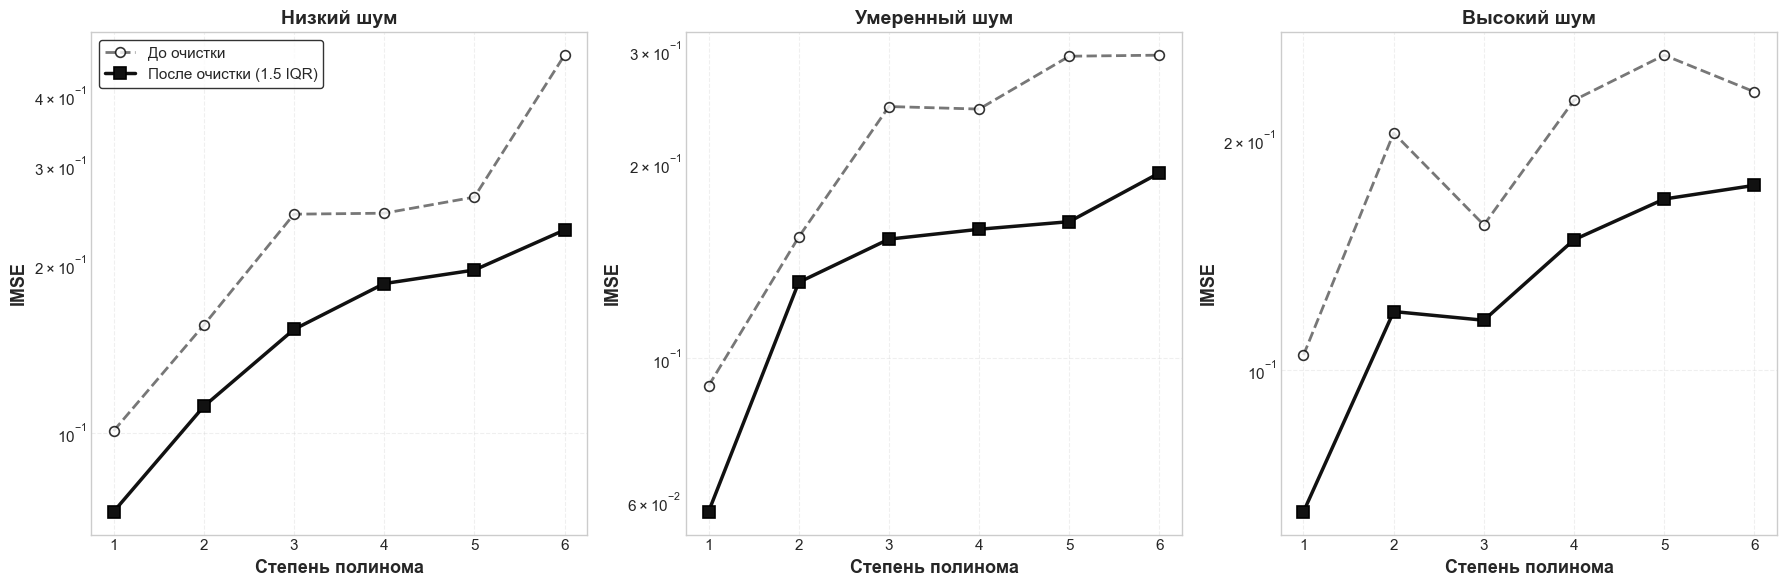 Низкий шум
До очистки
После очистки (1.5 IQR)
4 × 10⁻¹
3 × 10⁻¹
2 × 10⁻¹
10⁻¹
IMSE
1 2 3 4 5 6
Степень полинома
Умеренный шум
3 × 10⁻¹
2 × 10⁻¹
10⁻¹
6 × 10⁻²
IMSE
1 2 3 4 5 6
Степень полинома
Высокий шум
2 × 10⁻¹
10⁻¹
IMSE
1 2 3 4 5 6
Степень полинома